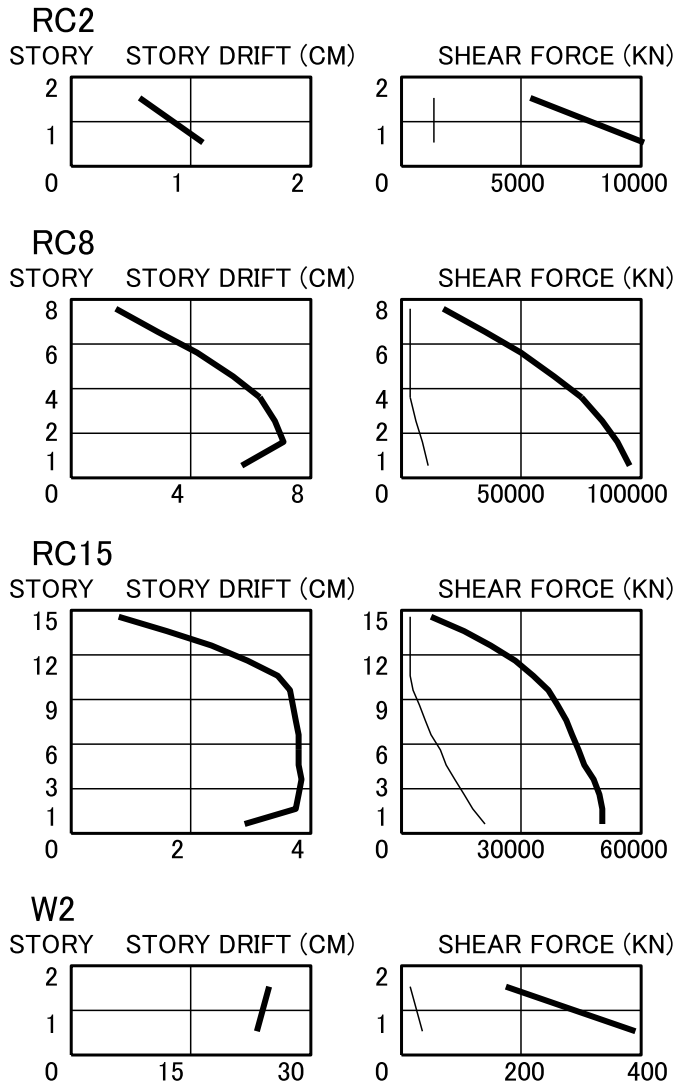 RC2
STORY STORY DRIFT (CM) SHEAR FORCE (KN)
2 2
1 1
0 1 2 0 5000 10000
RC8
STORY STORY DRIFT (CM) SHEAR FORCE (KN)
8 8
6 6
4 4
2 2
1 1
0 4 8 0 50000 100000
RC15
STORY STORY DRIFT (CM) SHEAR FORCE (KN)
15 15
12 12
9 9
6 6
3 3
1 1
0 2 4 0 30000 60000
W2
STORY STORY DRIFT (CM) SHEAR FORCE (KN)
2 2
1 1
0 15 30 0 200 400